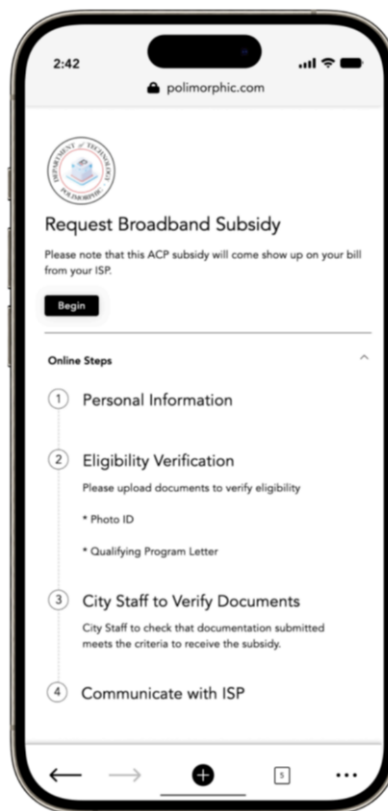 2:42
polimorphic.com
DEPARTMENT of TECHNOLOGY
POLIMORPHIC
Request Broadband Subsidy
Please note that this ACP subsidy will come show up on your bill
from your ISP.
Begin
Online Steps
1 Personal Information
2 Eligibility Verification
Please upload documents to verify eligibility
* Photo ID
* Qualifying Program Letter
3 City Staff to Verify Documents
City Staff to check that documentation submitted
meets the criteria to receive the subsidy.
4 Communicate with ISP
5